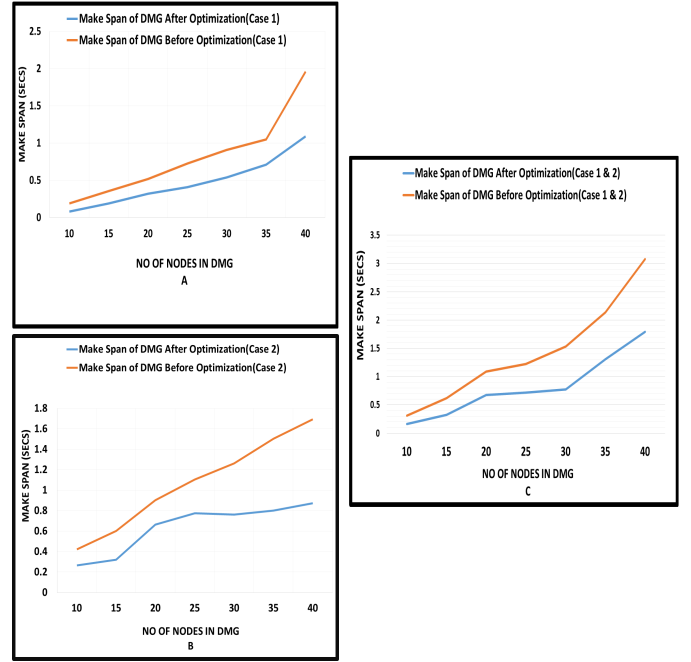 Make Span of DMG After Optimization(Case 1)
Make Span of DMG Before Optimization(Case 1)
2.5
2
1.5
1
0.5
0
MAKE SPAN (SECS)
10 15 20 25 30 35 40
NO OF NODES IN DMG
A
Make Span of DMG After Optimization(Case 2)
Make Span of DMG Before Optimization(Case 2)
1.8
1.6
1.4
1.2
1
0.8
0.6
0.4
0.2
0
MAKE SPAN (SECS)
10 15 20 25 30 35 40
NO OF NODES IN DMG
B
Make Span of DMG After Optimization(Case 1 & 2)
Make Span of DMG Before Optimization(Case 1 & 2)
3.5
3
2.5
2
1.5
1
0.5
0
MAKE SPAN (SECS)
10 15 20 25 30 35 40
NO OF NODES IN DMG
C